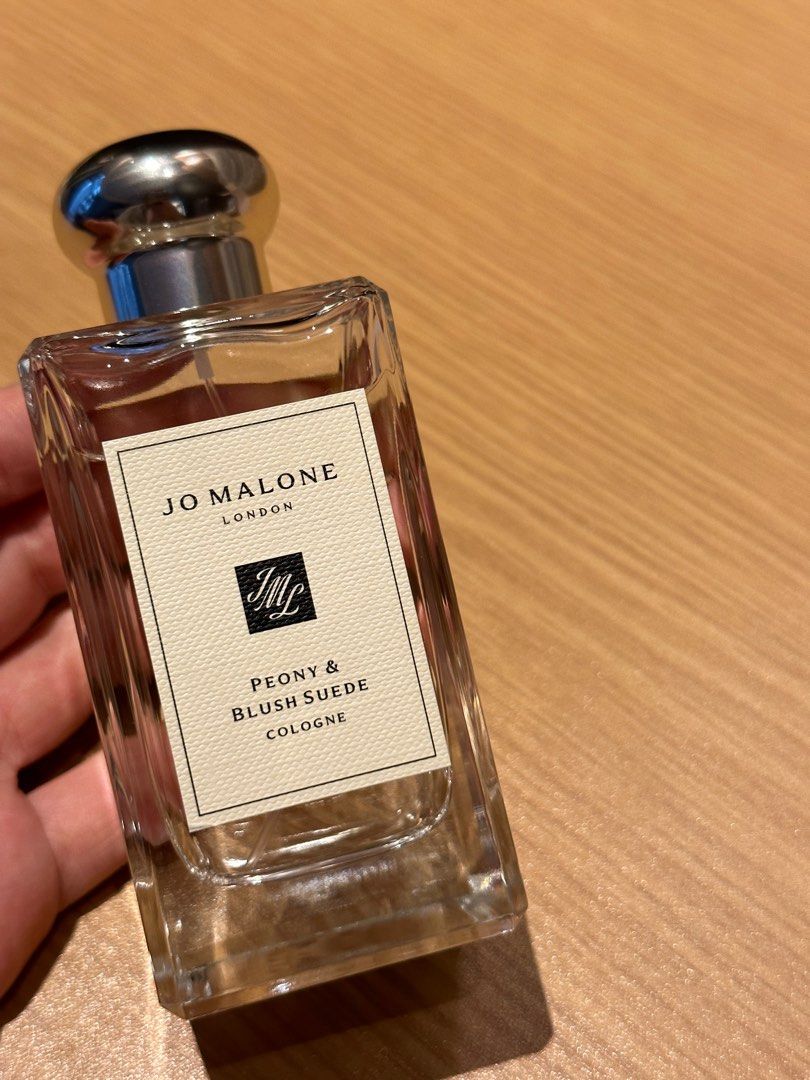 JO MALONE
LONDON
JML
PEONY &
BLUSH SUEDE
COLOGNE